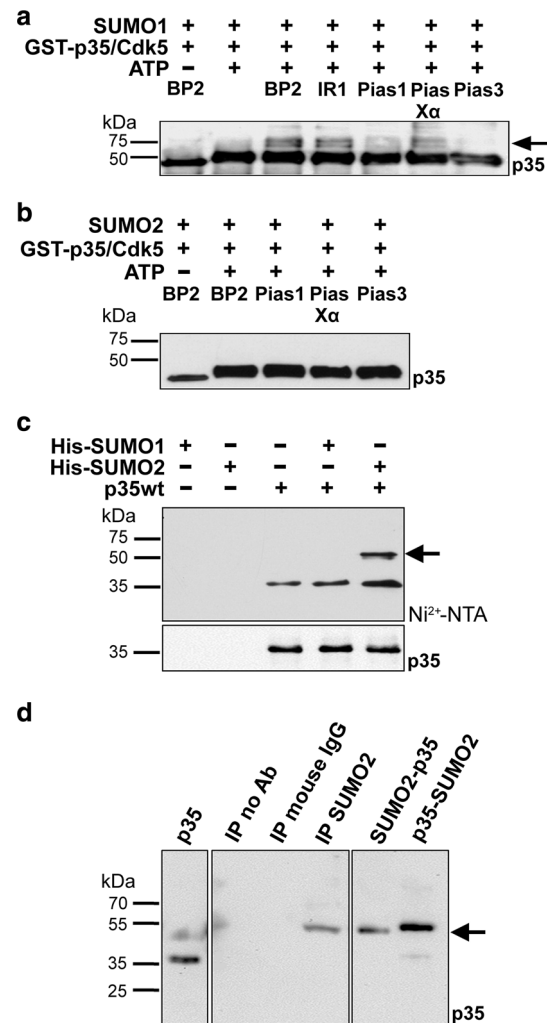 a
SUMO1 + + + + + + +
GST-p35/Cdk5 + + + + + + +
ATP − + + + + + +
BP2 BP2 IR1 Pias1 Pias Pias3
Xα
kDa
75
50
p35
b
SUMO2 + + + + +
GST-p35/Cdk5 + + + + +
ATP − + + + +
BP2 BP2 Pias1 Pias Pias3
Xα
kDa
75
50
p35
c
His-SUMO1 + − − + −
His-SUMO2 − + − − +
p35wt − − + + +
kDa
75
50
35
Ni²⁺-NTA
35
p35
d
p35 IP no Ab IP mouse IgG IP SUMO2 SUMO2-p35 p35-SUMO2
kDa
70
55
35
25
p35